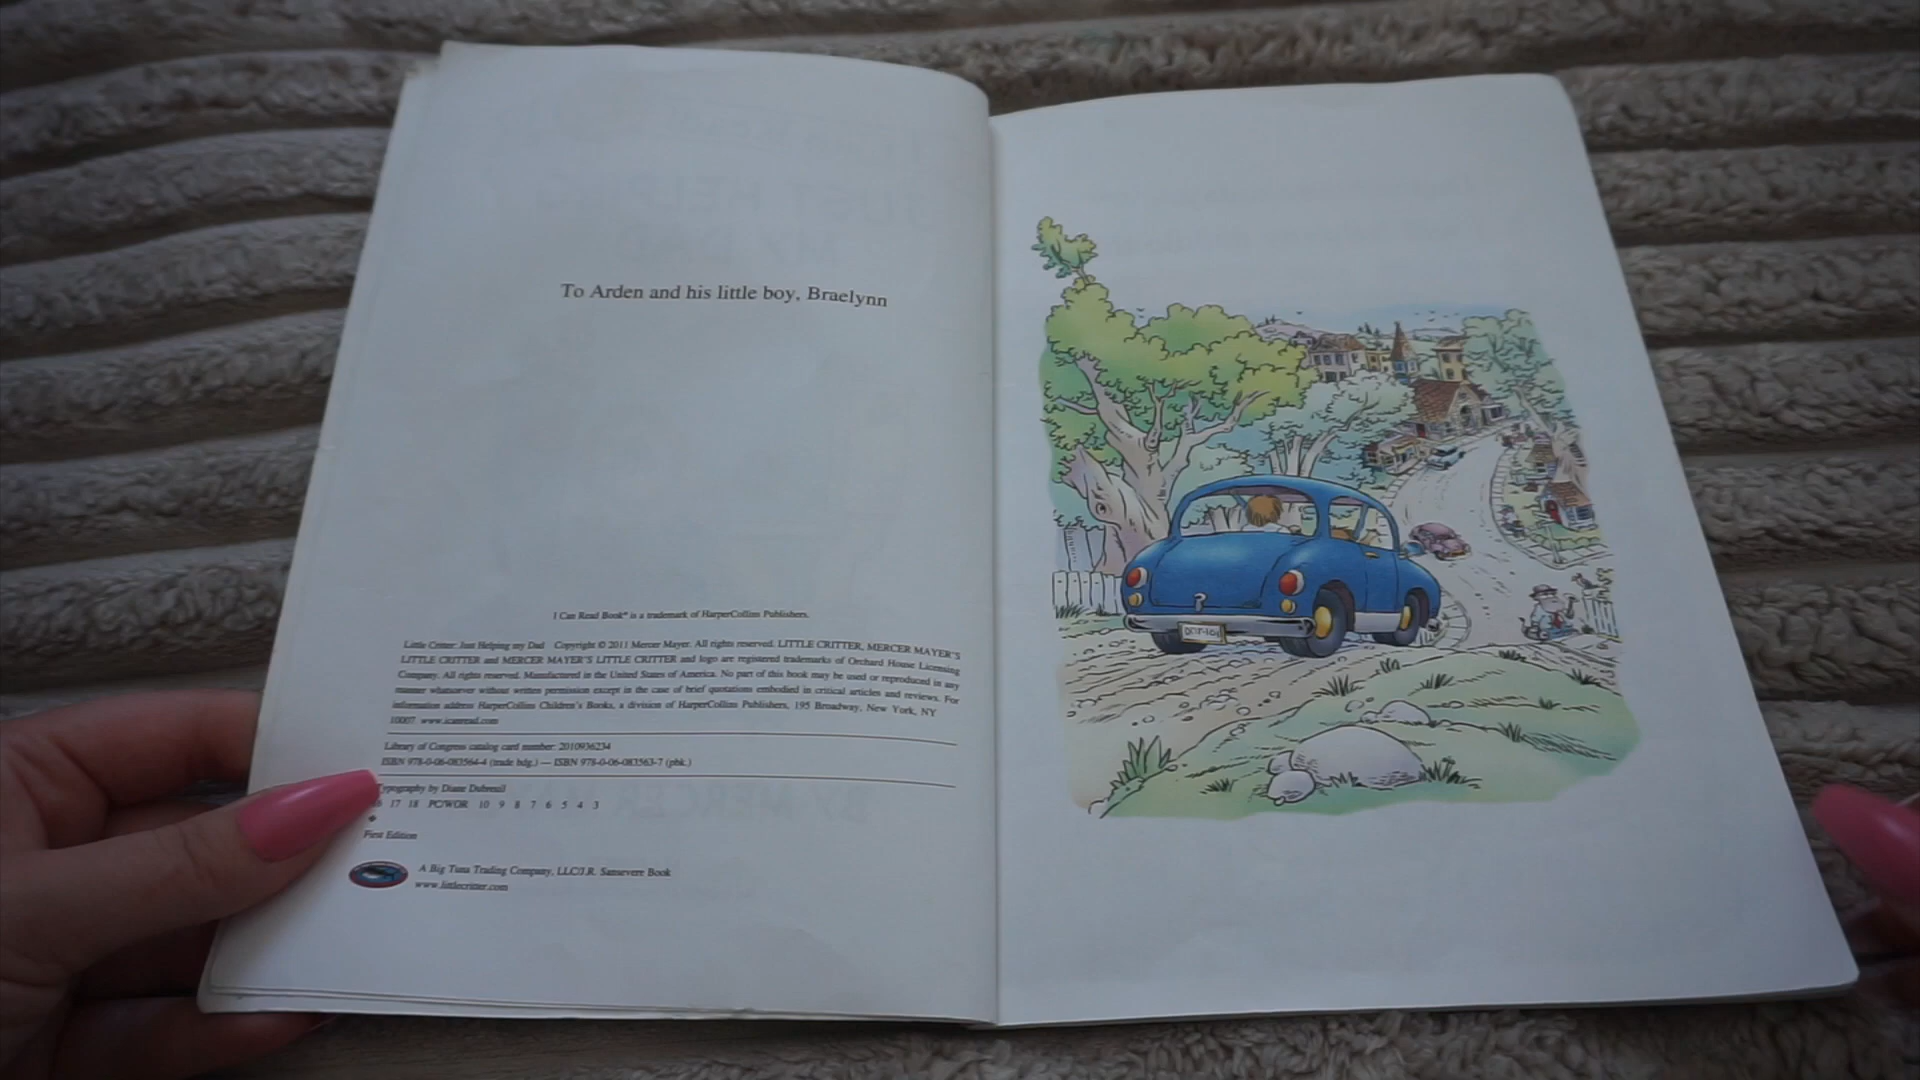 To Arden and his little boy, Braelynn
I Can Read Book® is a trademark of HarperCollins Publishers.
Little Critter: Just Helping my Dad Copyright © 2011 Mercer Mayer. All rights reserved. LITTLE CRITTER, MERCER MAYER'S
LITTLE CRITTER and MERCER MAYER'S LITTLE CRITTER and logo are registered trademarks of Orchard House Licensing
Company. All rights reserved. Manufactured in the United States of America. No part of this book may be used or reproduced in any
manner whatsoever without written permission except in the case of brief quotations embodied in critical articles and reviews. For
information address HarperCollins Children's Books, a division of HarperCollins Publishers, 195 Broadway, New York, NY
10007 www.icanread.com
Library of Congress catalog card number: 2010936234
ISBN 978-0-06-083564-4 (trade bdg.) — ISBN 978-0-06-083563-7 (pbk.)
Typography by Diane Dubreuil
17 18 PC/WOR 10 9 8 7 6 5 4 3
First Edition
A Big Tuna Trading Company, LLC/J.R. Sansevere Book
www.littlecritter.com